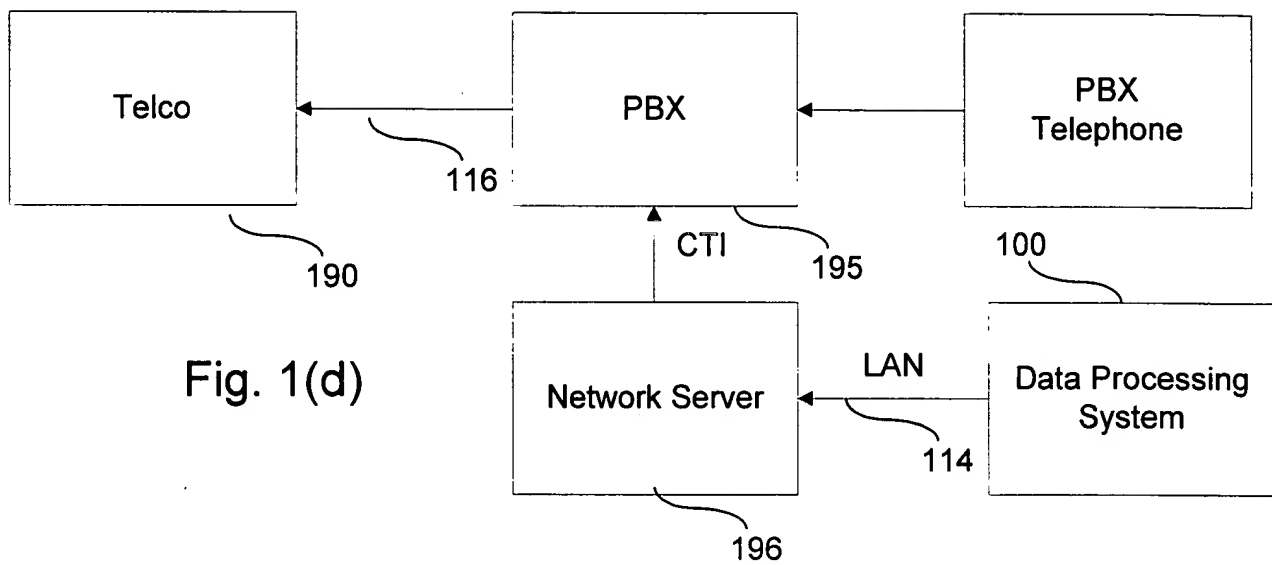 Telco
PBX
PBX
Telephone
116
190
CTI
195
100
Fig. 1(d)
Network Server
LAN
114
Data Processing
System
196